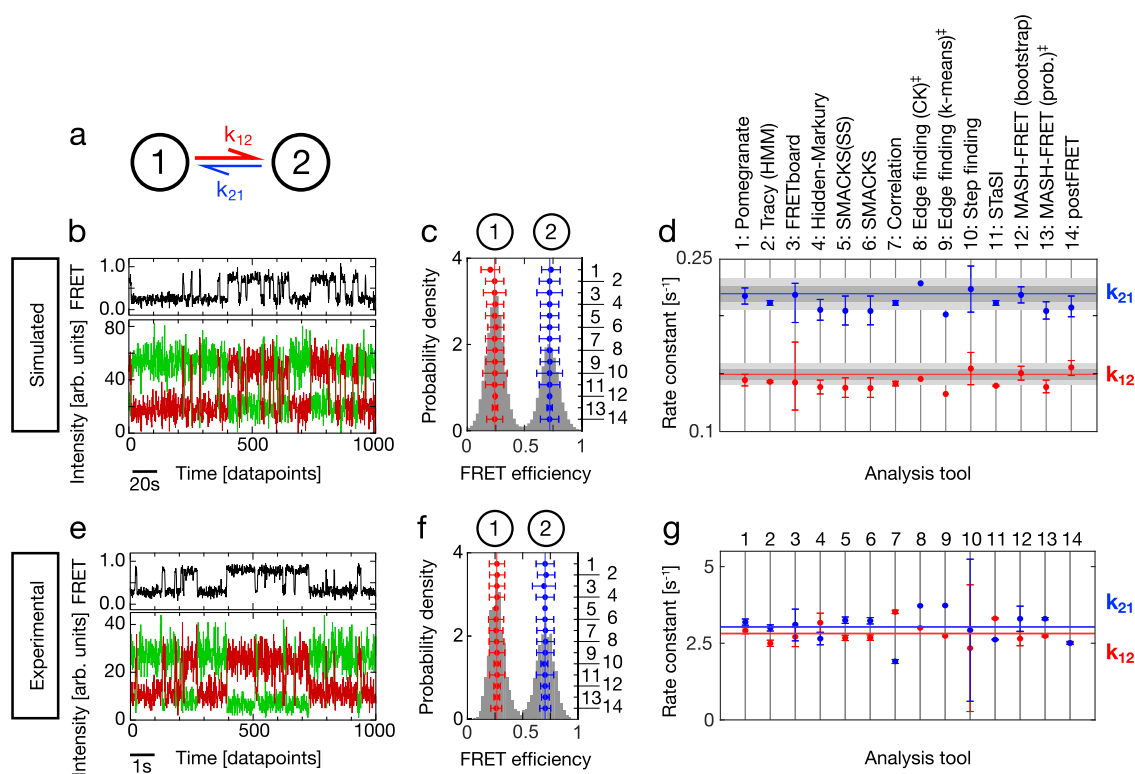 a
1
2
k12
k21
Simulated
b
FRET
1.0
0.0
Intensity [arb. units]
80
40
0
0
500
1000
Time [datapoints]
20s
c
1
2
Probability density
4
2
0
0
0.5
1
FRET efficiency
1
2
3
4
5
6
7
8
9
10
11
12
13
14
d
1: Pomegranate
2: Tracy (HMM)
3: FRETboard
4: Hidden-Markury
5: SMACKS(SS)
6: SMACKS
7: Correlation
8: Edge finding (CK)‡
9: Edge finding (k-means)‡
10: Step finding
11: STaSI
12: MASH-FRET (bootstrap)
13: MASH-FRET (prob.)‡
14: postFRET
Rate constant [s⁻¹]
0.25
0.1
k21
k12
Analysis tool
Experimental
e
FRET
1.0
0.0
Intensity [arb. units]
40
20
0
0
500
1000
Time [datapoints]
1s
f
1
2
Probability density
4
2
0
0
0.5
1
FRET efficiency
1
2
3
4
5
6
7
8
9
10
11
12
13
14
g
1 2 3 4 5 6 7 8 9 10 11 12 13 14
Rate constant [s⁻¹]
5
2.5
0
k21
k12
Analysis tool